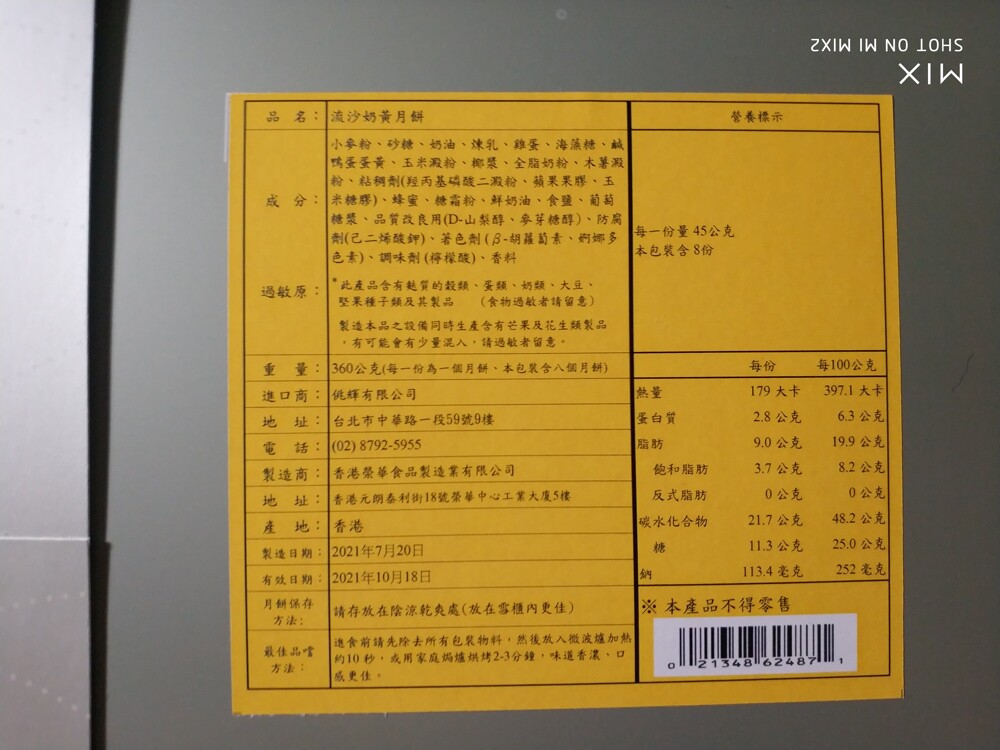 SHOT ON MI MIX2
MIX
品 名： 流沙奶黃月餅
成 分：
小麥粉、砂糖、奶油、煉乳、雞蛋、海藻糖、鹹
鴨蛋蛋黃、玉米澱粉、椰漿、全脂奶粉、木薯澱
粉、粘稠劑(羥丙基磷酸二澱粉、蘋果果膠、玉
米糖膠)、蜂蜜、糖霜粉、鮮奶油、食鹽、葡萄
糖漿、品質改良用(D-山梨醇、麥芽糖醇)、防腐
劑(己二烯酸鉀)、著色劑 (β-胡蘿蔔素、婀娜多
色素)、調味劑 (檸檬酸)、香料
過敏原：
*此產品含有麩質的穀類、蛋類、奶類、大豆、
堅果種子類及其製品 (食物過敏者請留意)
製造本品之設備同時生產含有芒果及花生類製品
，有可能會有少量混入，請過敏者留意。
重 量： 360公克(每一份為一個月餅、本包裝含八個月餅)
進口商： 佻輝有限公司
地 址： 台北市中華路一段59號9樓
電 話： (02) 8792-5955
製造商： 香港榮華食品製造業有限公司
地 址： 香港元朗泰利街18號榮華中心工業大廈5樓
產 地： 香港
製造日期： 2021年7月20日
有效日期： 2021年10月18日
月餅保存
方法： 請存放在陰涼乾爽處(放在雪櫃內更佳)
最佳品嚐
方法：
進食前請先除去所有包裝物料，然後放入微波爐加熱
約10 秒，或用家庭焗爐烘烤2-3分鐘，味道香濃、口
感更佳。
營養標示
每一份量 45公克
本包裝含 8份
每份 每100公克
熱量 179 大卡 397.1 大卡
蛋白質 2.8 公克 6.3 公克
脂肪 9.0 公克 19.9 公克
飽和脂肪 3.7 公克 8.2 公克
反式脂肪 0 公克 0 公克
碳水化合物 21.7 公克 48.2 公克
糖 11.3 公克 25.0 公克
鈉 113.4 毫克 252 毫克
※ 本產品不得零售
0 21348 62487 1